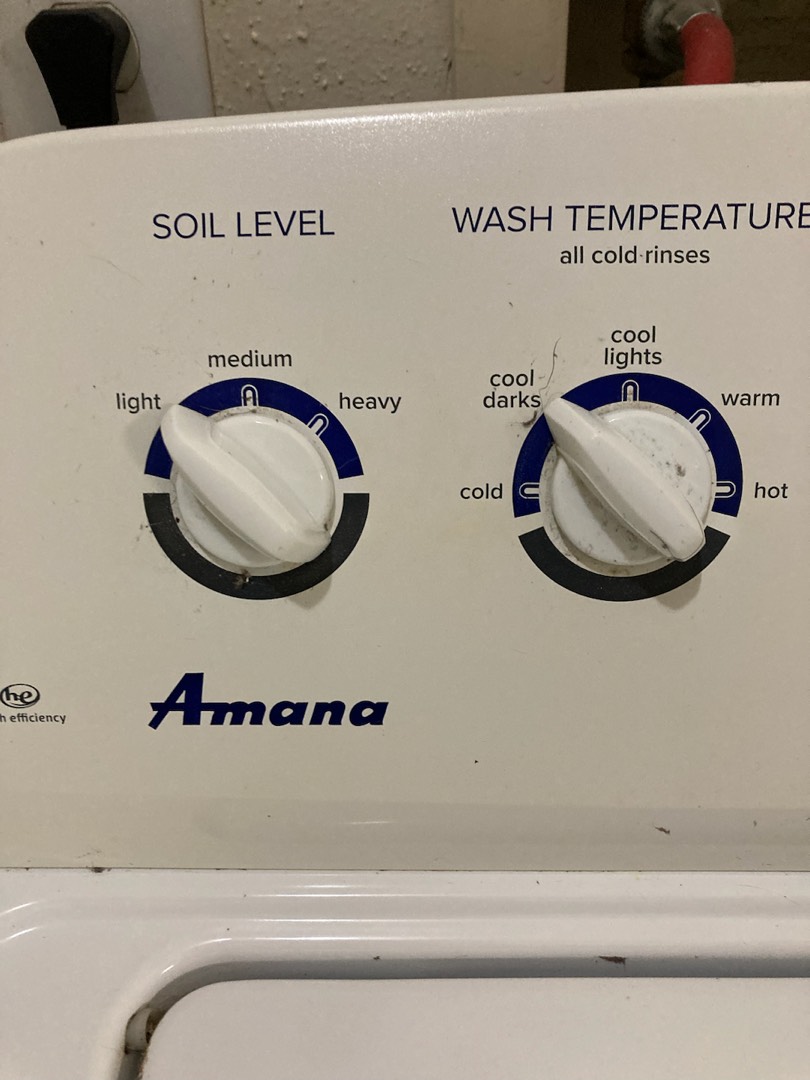 SOIL LEVEL
WASH TEMPERATURE
all cold rinses
medium
light
heavy
cool
lights
cool
darks
warm
cold
hot
he
h efficiency
Amana